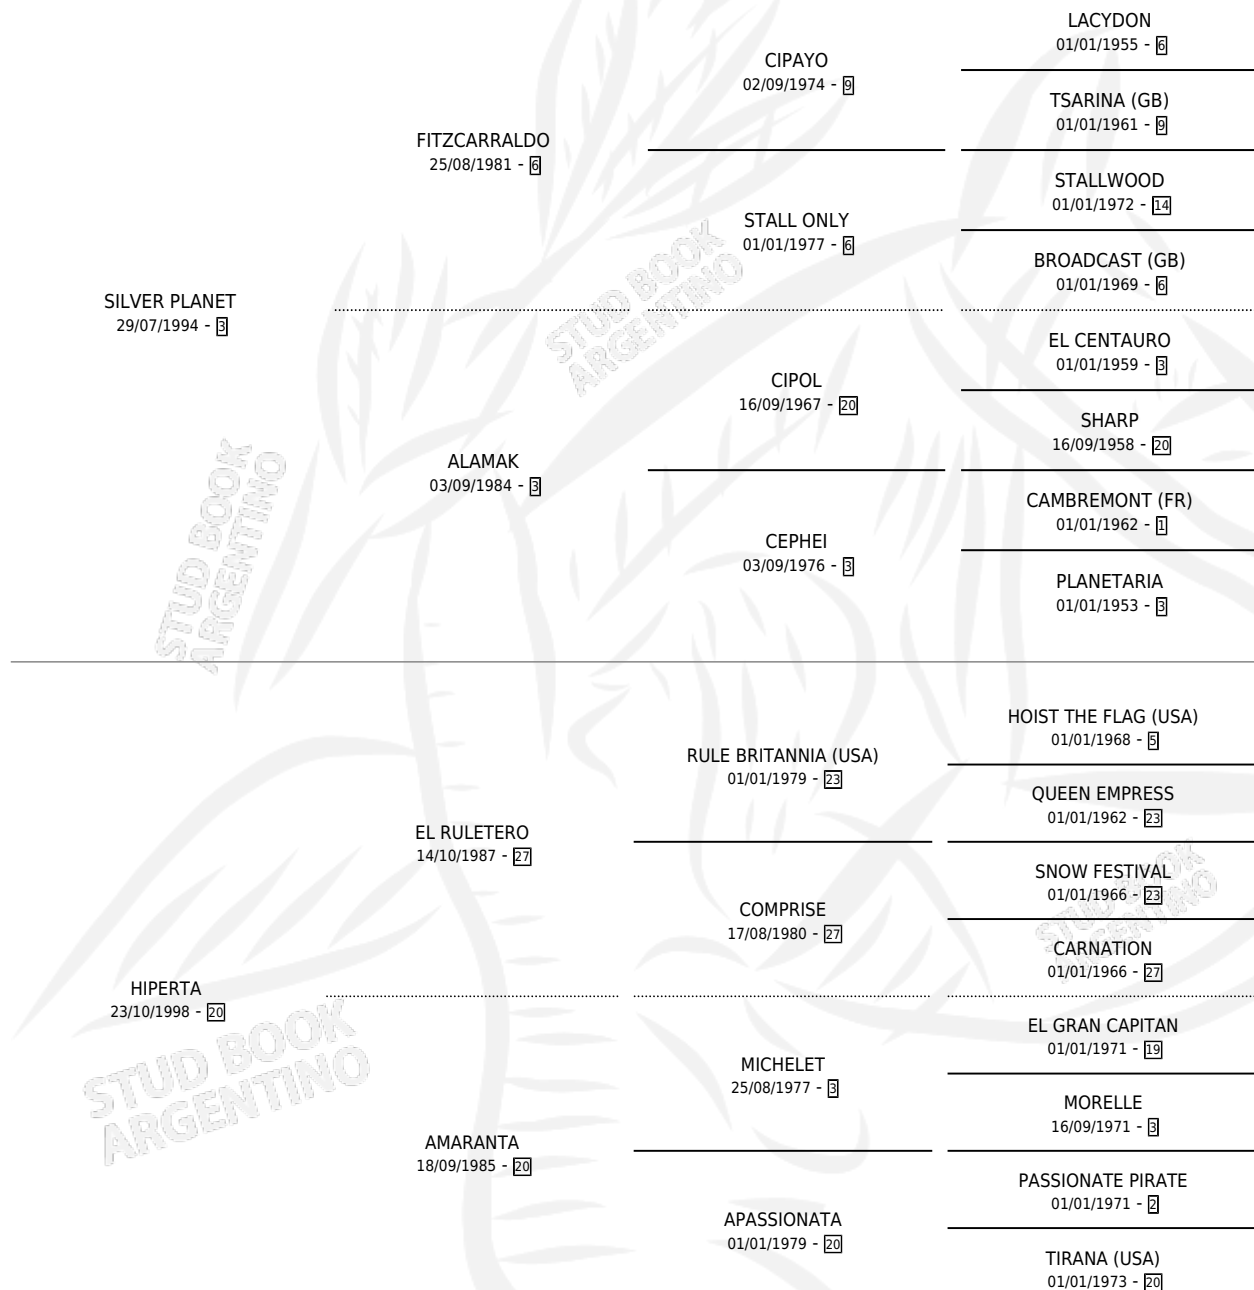 LACYDON
01/01/1955 - 6
CIPAYO
02/09/1974 - 9
TSARINA (GB)
01/01/1961 - 9
FITZCARRALDO
25/08/1981 - 6
STALLWOOD
01/01/1972 - 14
STALL ONLY
01/01/1977 - 6
BROADCAST (GB)
01/01/1969 - 6
SILVER PLANET
29/07/1994 - 3
STUD BOOK
ARGENTINO
EL CENTAURO
01/01/1959 - 3
CIPOL
16/09/1967 - 20
SHARP
16/09/1958 - 20
ALAMAK
03/09/1984 - 3
CAMBREMONT (FR)
01/01/1962 - 1
CEPHEI
03/09/1976 - 3
PLANETARIA
01/01/1953 - 3
STUD BOOK
ARGENTINO
HOIST THE FLAG (USA)
01/01/1968 - 5
RULE BRITANNIA (USA)
01/01/1979 - 23
QUEEN EMPRESS
01/01/1962 - 23
EL RULETERO
14/10/1987 - 27
SNOW FESTIVAL
01/01/1966 - 23
COMPRISE
17/08/1980 - 27
CARNATION
01/01/1966 - 27
STUD BOOK
ARGENTINO
HIPERTA
23/10/1998 - 20
EL GRAN CAPITAN
01/01/1971 - 19
MICHELET
25/08/1977 - 3
MORELLE
16/09/1971 - 3
AMARANTA
18/09/1985 - 20
PASSIONATE PIRATE
01/01/1971 - 2
APASSIONATA
01/01/1979 - 20
TIRANA (USA)
01/01/1973 - 20
STUD BOOK
ARGENTINO